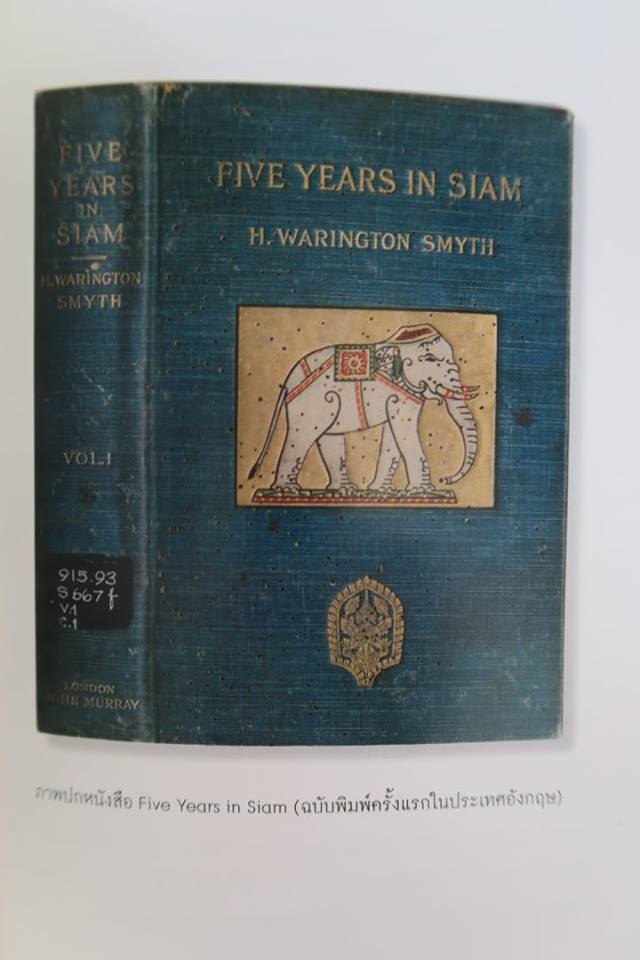 FIVE
YEARS
IN
SIAM
H. WARINGTON
SMYTH
VOL. I
915.93
S667f
V.1
C.1
LONDON
JOHN MURRAY
FIVE YEARS IN SIAM
H. WARINGTON SMYTH
ภาพปกหนังสือ Five Years in Siam (ฉบับพิมพ์ครั้งแรกในประเทศอังกฤษ)